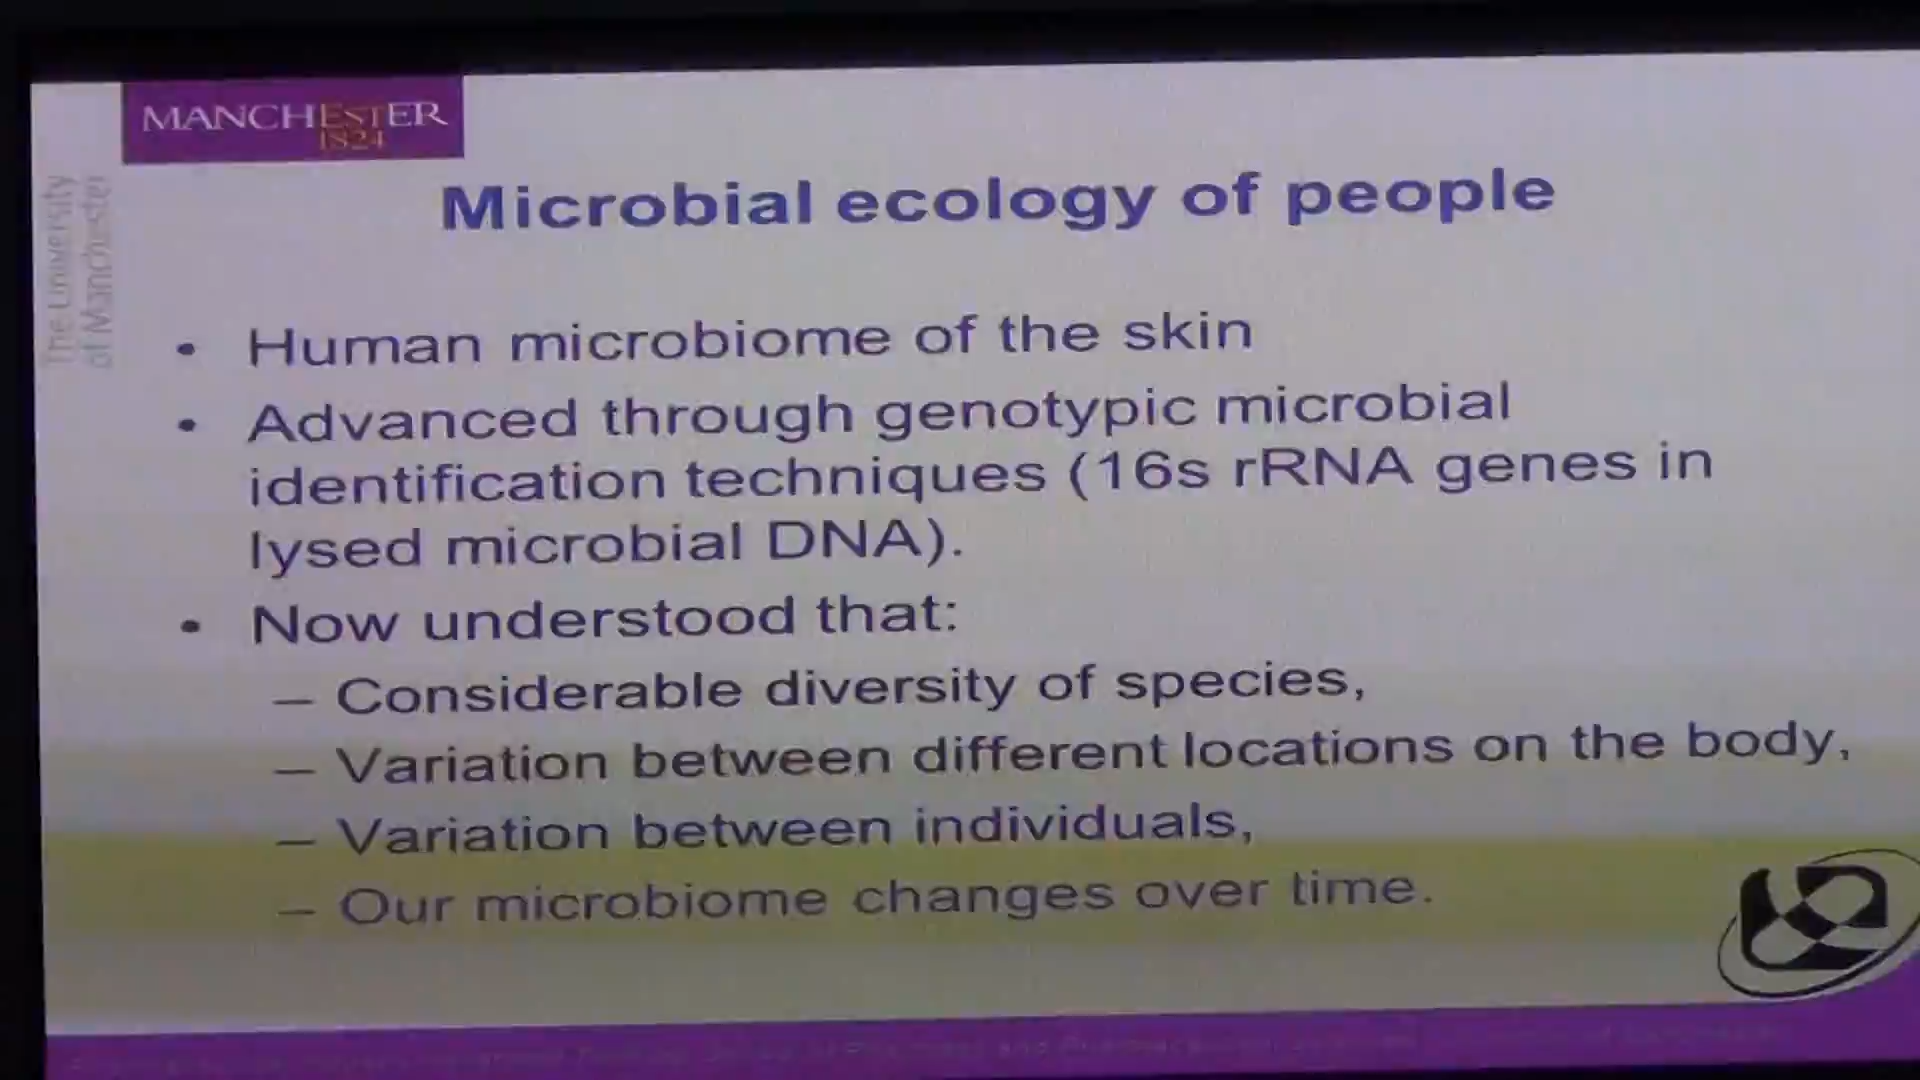 MANCHESTER
1824
The University
of Manchester
Microbial ecology of people
• Human microbiome of the skin
• Advanced through genotypic microbial
identification techniques (16s rRNA genes in
lysed microbial DNA).
• Now understood that:
– Considerable diversity of species,
– Variation between different locations on the body,
– Variation between individuals,
– Our microbiome changes over time.